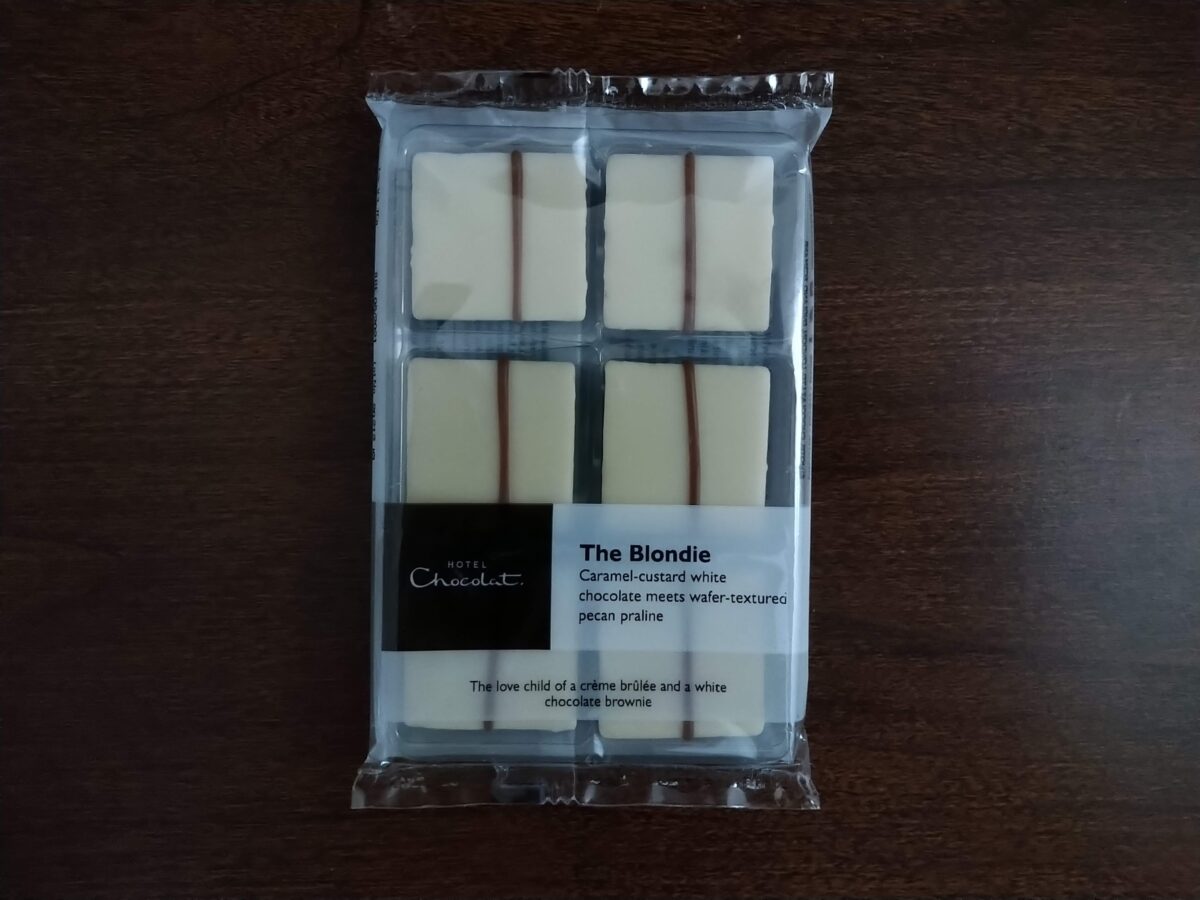 HOTEL
Chocolat.
The Blondie
Caramel-custard white
chocolate meets wafer-textured
pecan praline
The love child of a crème brûlée and a white
chocolate brownie